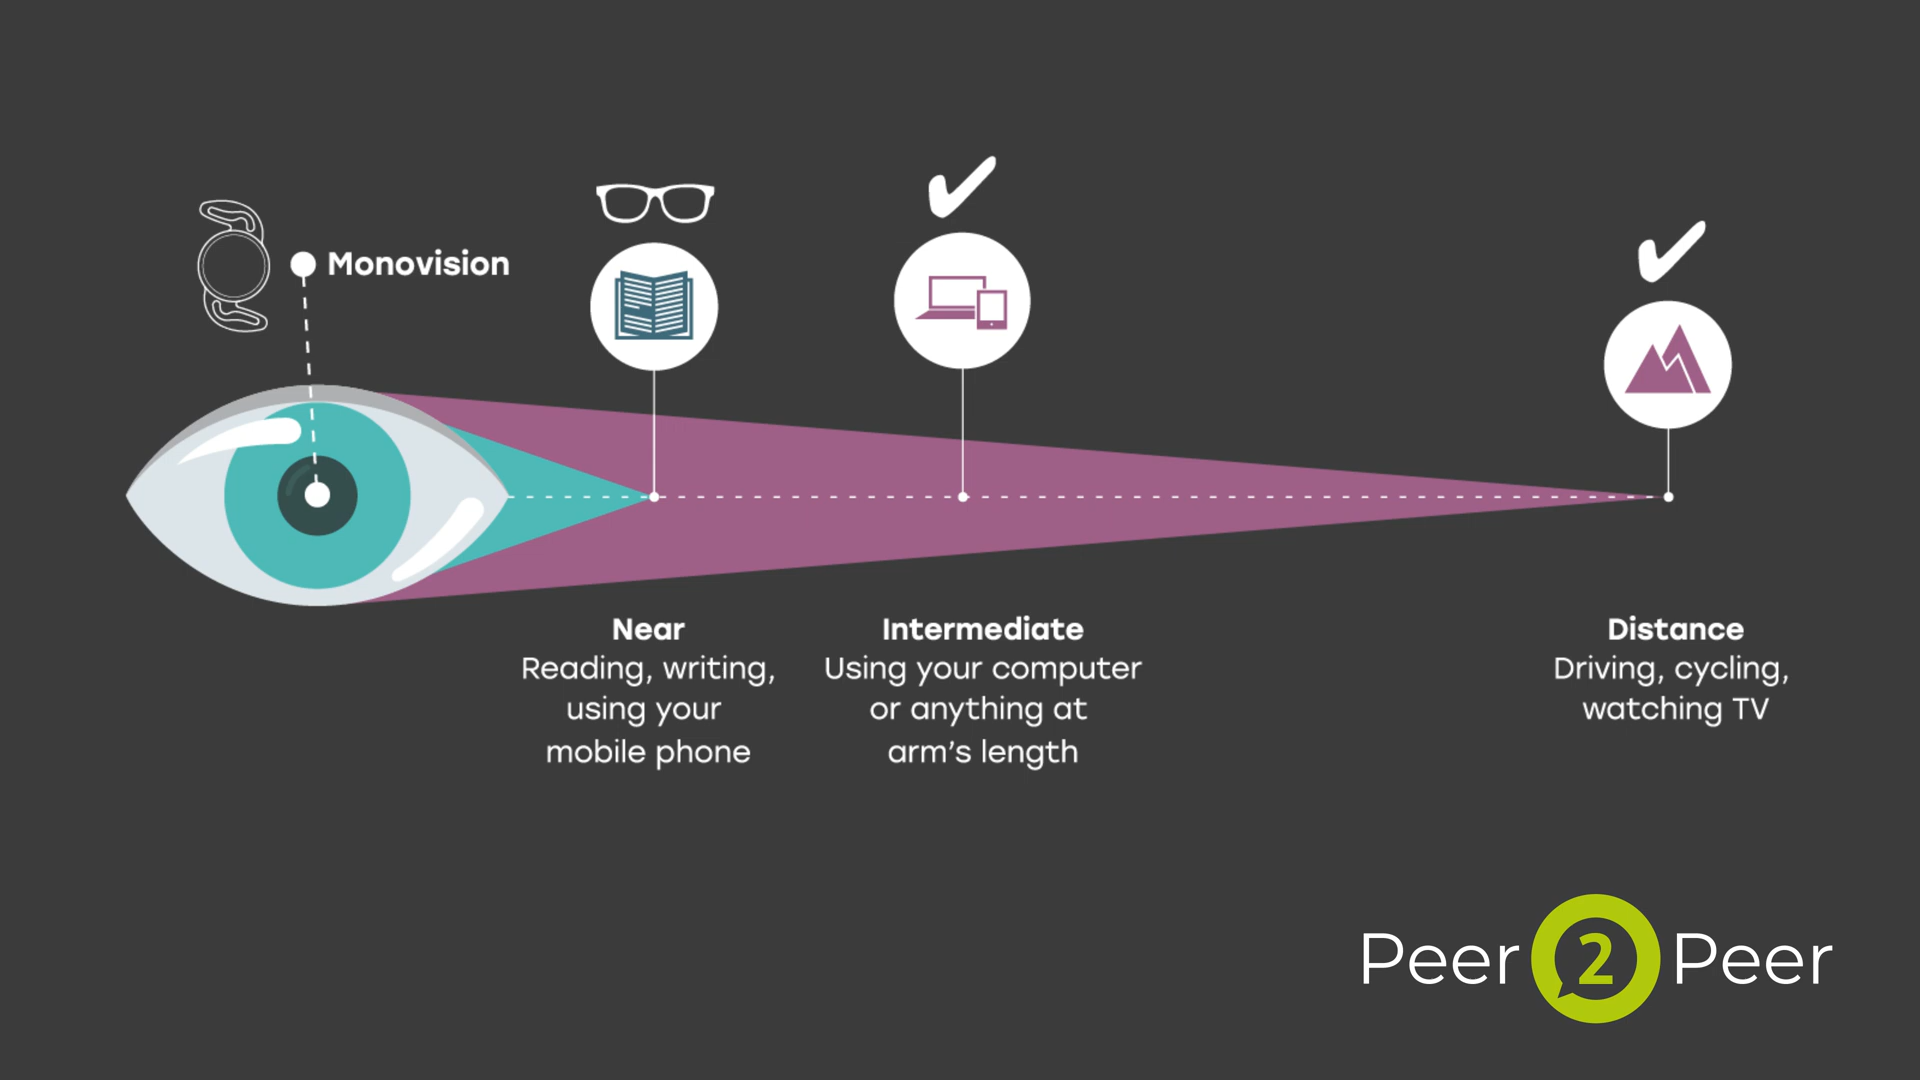 Monovision
Near
Reading, writing,
using your
mobile phone
Intermediate
Using your computer
or anything at
arm’s length
Distance
Driving, cycling,
watching TV
Peer 2 Peer